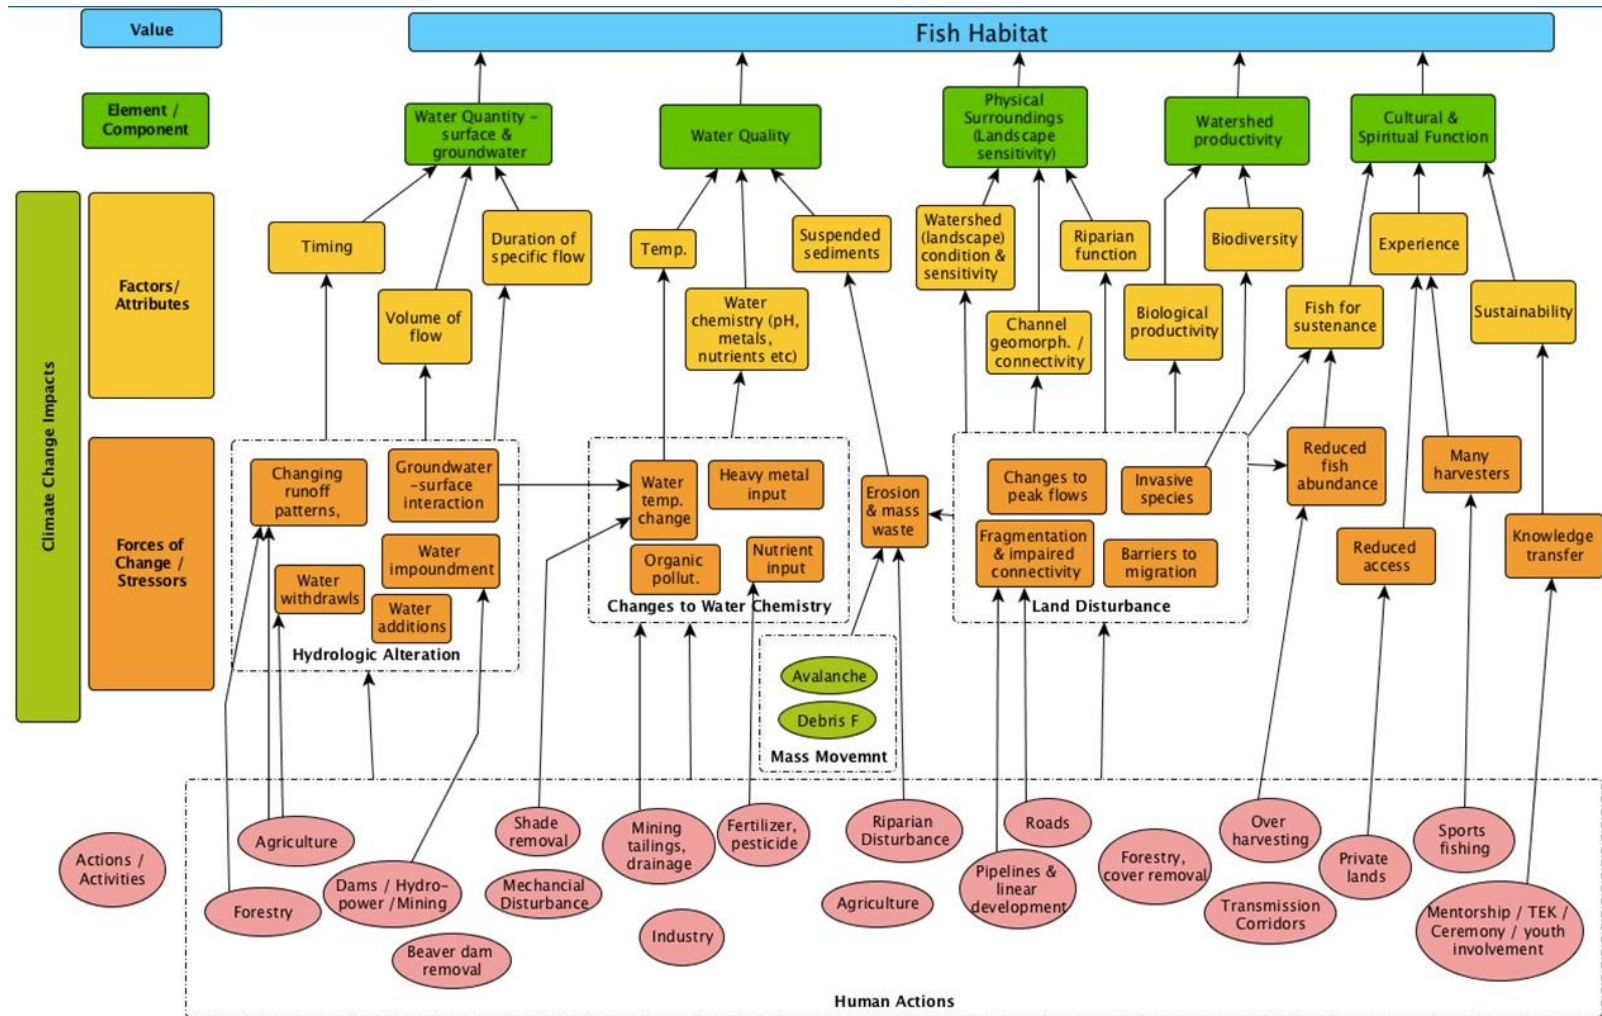 Value
Fish Habitat
Element /
Component
Water Quantity –
surface &
groundwater
Water Quality
Physical
Surroundings
(Landscape
sensitivity)
Watershed
productivity
Cultural &
Spiritual Function
Climate Change Impacts
Factors/
Attributes
Timing
Volume of
flow
Duration of
specific flow
Temp.
Water
chemistry (pH,
metals,
nutrients etc)
Suspended
sediments
Watershed
(landscape)
condition &
sensitivity
Channel
geomorph. /
connectivity
Riparian
function
Biological
productivity
Biodiversity
Fish for
sustenance
Experience
Sustainability
Forces of
Change /
Stressors
Changing
runoff
patterns,
Groundwater
-surface
interaction
Water
impoundment
Water
withdrawls
Water
additions
Hydrologic Alteration
Water
temp.
change
Heavy metal
input
Organic
pollut.
Nutrient
input
Changes to Water Chemistry
Erosion
& mass
waste
Changes to
peak flows
Invasive
species
Fragmentation
& impaired
connectivity
Barriers to
migration
Land Disturbance
Reduced
fish
abundance
Many
harvesters
Reduced
access
Knowledge
transfer
Avalanche
Debris F
Mass Movemnt
Actions /
Activities
Agriculture
Forestry
Dams / Hydro-
power /Mining
Beaver dam
removal
Shade
removal
Mechancial
Disturbance
Mining
tailings,
drainage
Industry
Fertilizer,
pesticide
Riparian
Disturbance
Agriculture
Roads
Pipelines &
linear
development
Forestry,
cover removal
Over
harvesting
Transmission
Corridors
Private
lands
Sports
fishing
Mentorship / TEK /
Ceremony / youth
involvement
Human Actions